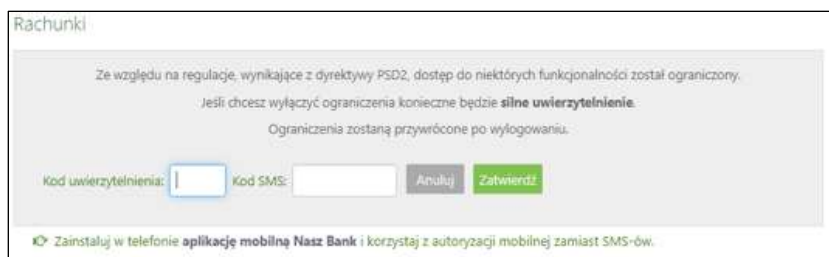 Rachunki
Ze względu na regulacje, wynikające z dyrektywy PSD2, dostęp do niektórych funkcjonalności został ograniczony.
Jeśli chcesz wyłączyć ograniczenia konieczne będzie silne uwierzytelnienie.
Ograniczenia zostaną przywrócone po wylogowaniu.
Kod uwierzytelnienia: Kod SMS: Anuluj Zatwierdź
Zainstaluj w telefonie aplikację mobilną Nasz Bank i korzystaj z autoryzacji mobilnej zamiast SMS-ów.